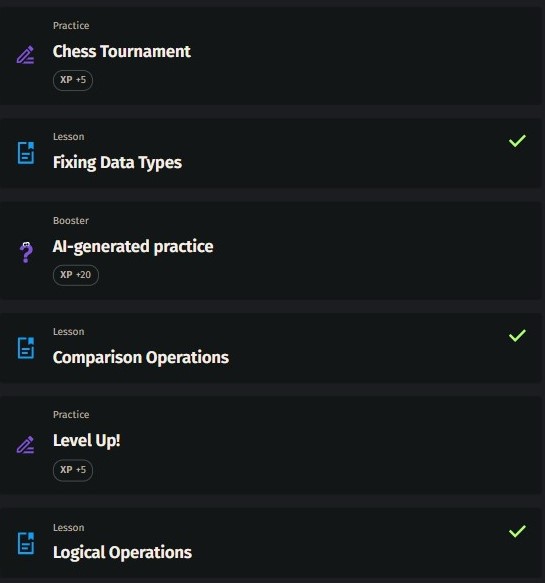 Practice
Chess Tournament
XP +5
Lesson
Fixing Data Types
Booster
AI-generated practice
XP +20
Lesson
Comparison Operations
Practice
Level Up!
XP +5
Lesson
Logical Operations